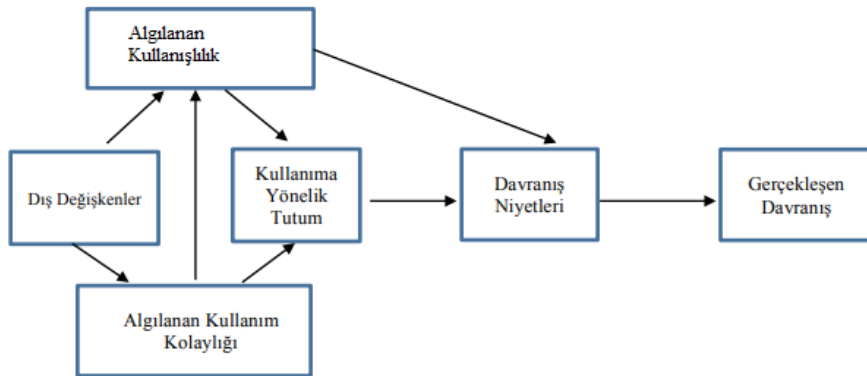 Algılanan
Kullanışlılık
Dış Değişkenler
Kullanıma
Yönelik
Tutum
Davranış
Niyetleri
Gerçekleşen
Davranış
Algılanan Kullanım
Kolaylığı